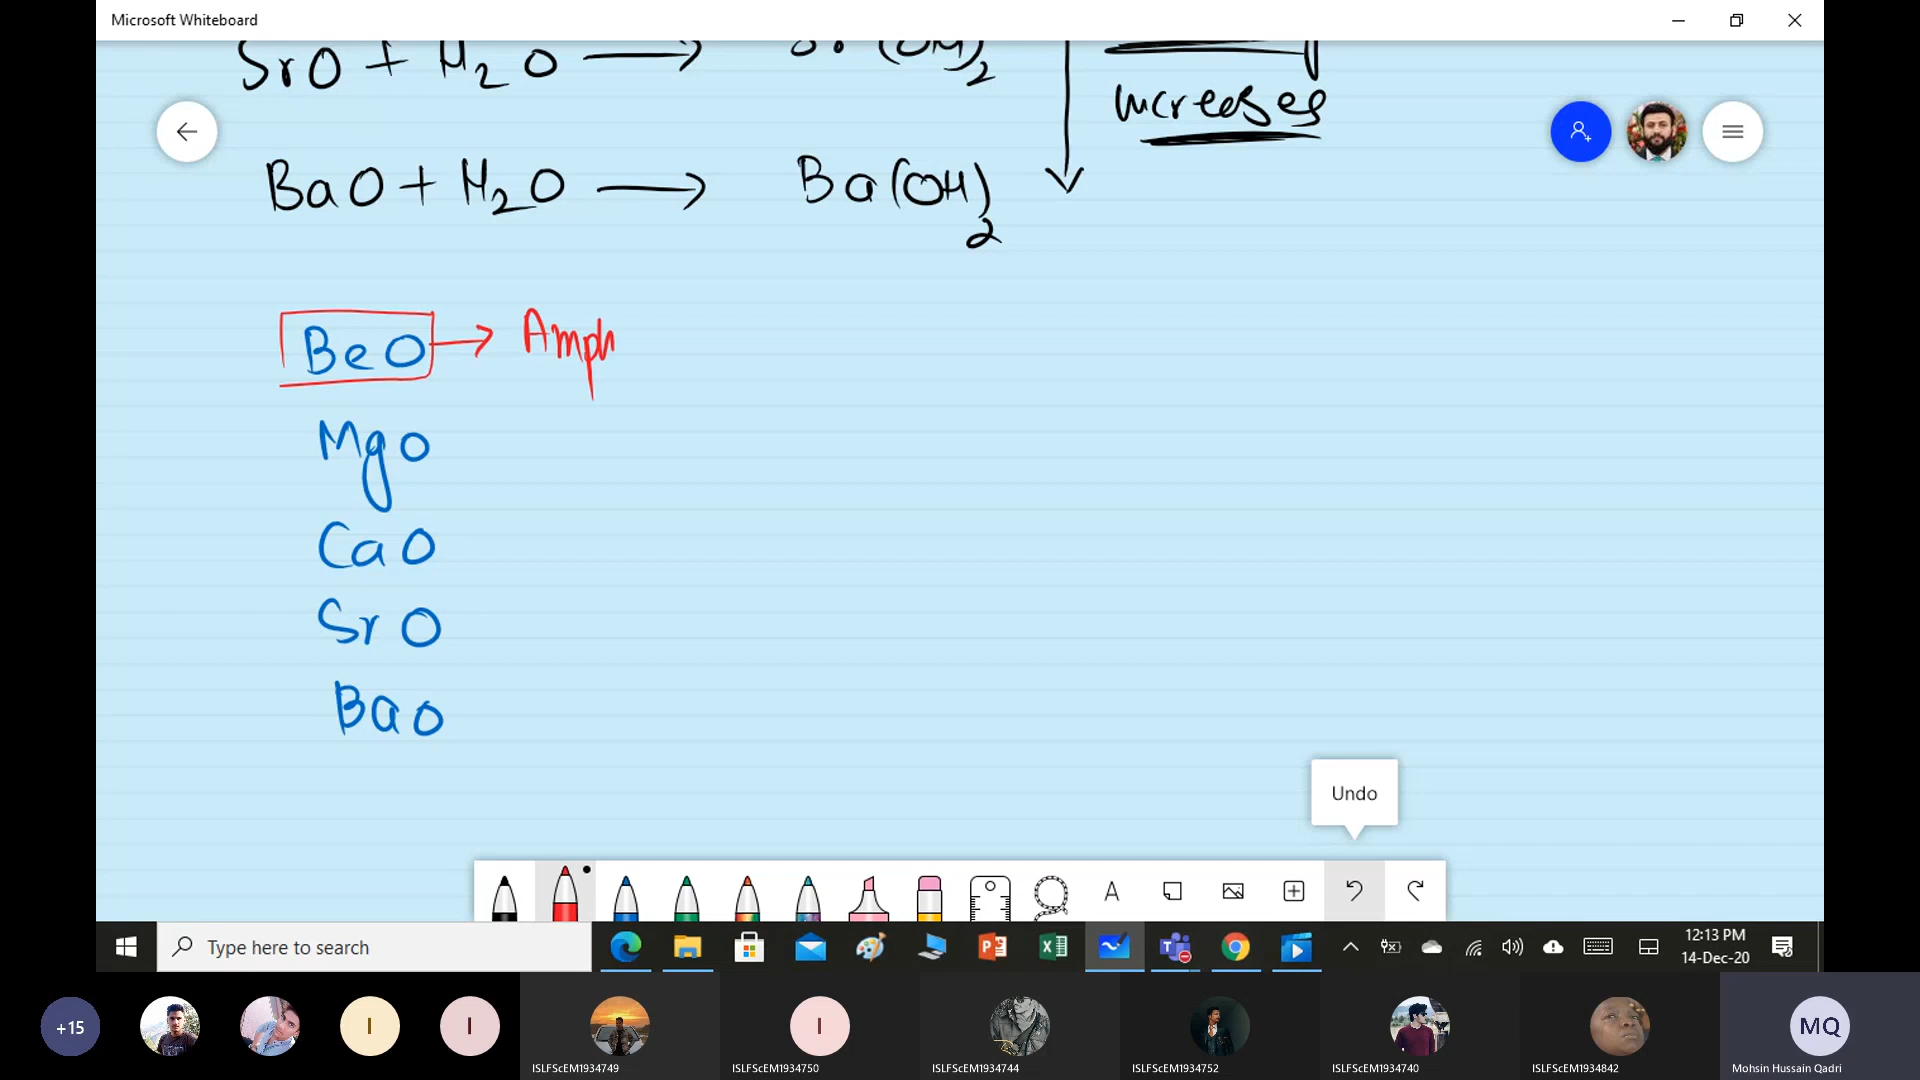 Microsoft Whiteboard
SrO + H2O →
(OH)2
increases
BaO + H2O → Ba(OH)2
BeO → Amph
MgO
CaO
SrO
BaO
Undo
Type here to search
12:13 PM
14-Dec-20
+15
I
I
I
MQ
ISLFScEM1934749
ISLFScEM1934750
ISLFScEM1934744
ISLFScEM1934752
ISLFScEM1934740
ISLFScEM1934842
Mohsin Hussain Qadri